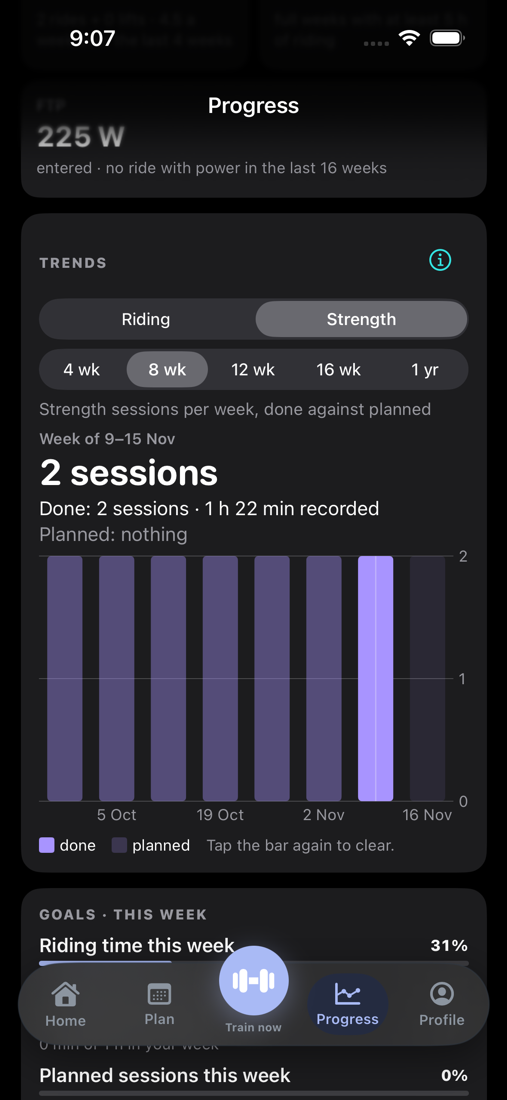 9:07
Progress
FTP
225 W
entered · no ride with power in the last 16 weeks
TRENDS
Riding
Strength
4 wk
8 wk
12 wk
16 wk
1 yr
Strength sessions per week, done against planned
Week of 9–15 Nov
2 sessions
Done: 2 sessions · 1 h 22 min recorded
Planned: nothing
2
1
0
5 Oct
19 Oct
2 Nov
16 Nov
done
planned
Tap the bar again to clear.
GOALS · THIS WEEK
Riding time this week
31%
Home
Plan
Train now
Progress
Profile
Planned sessions this week
0%